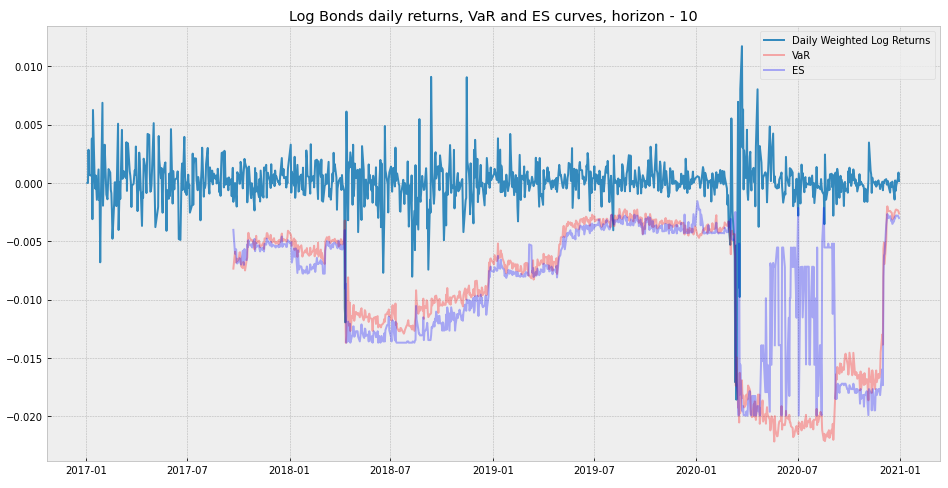 Log Bonds daily returns, VaR and ES curves, horizon - 10
Daily Weighted Log Returns
VaR
ES
0.010
0.005
0.000
−0.005
−0.010
−0.015
−0.020
2017-01 2017-07 2018-01 2018-07 2019-01 2019-07 2020-01 2020-07 2021-01